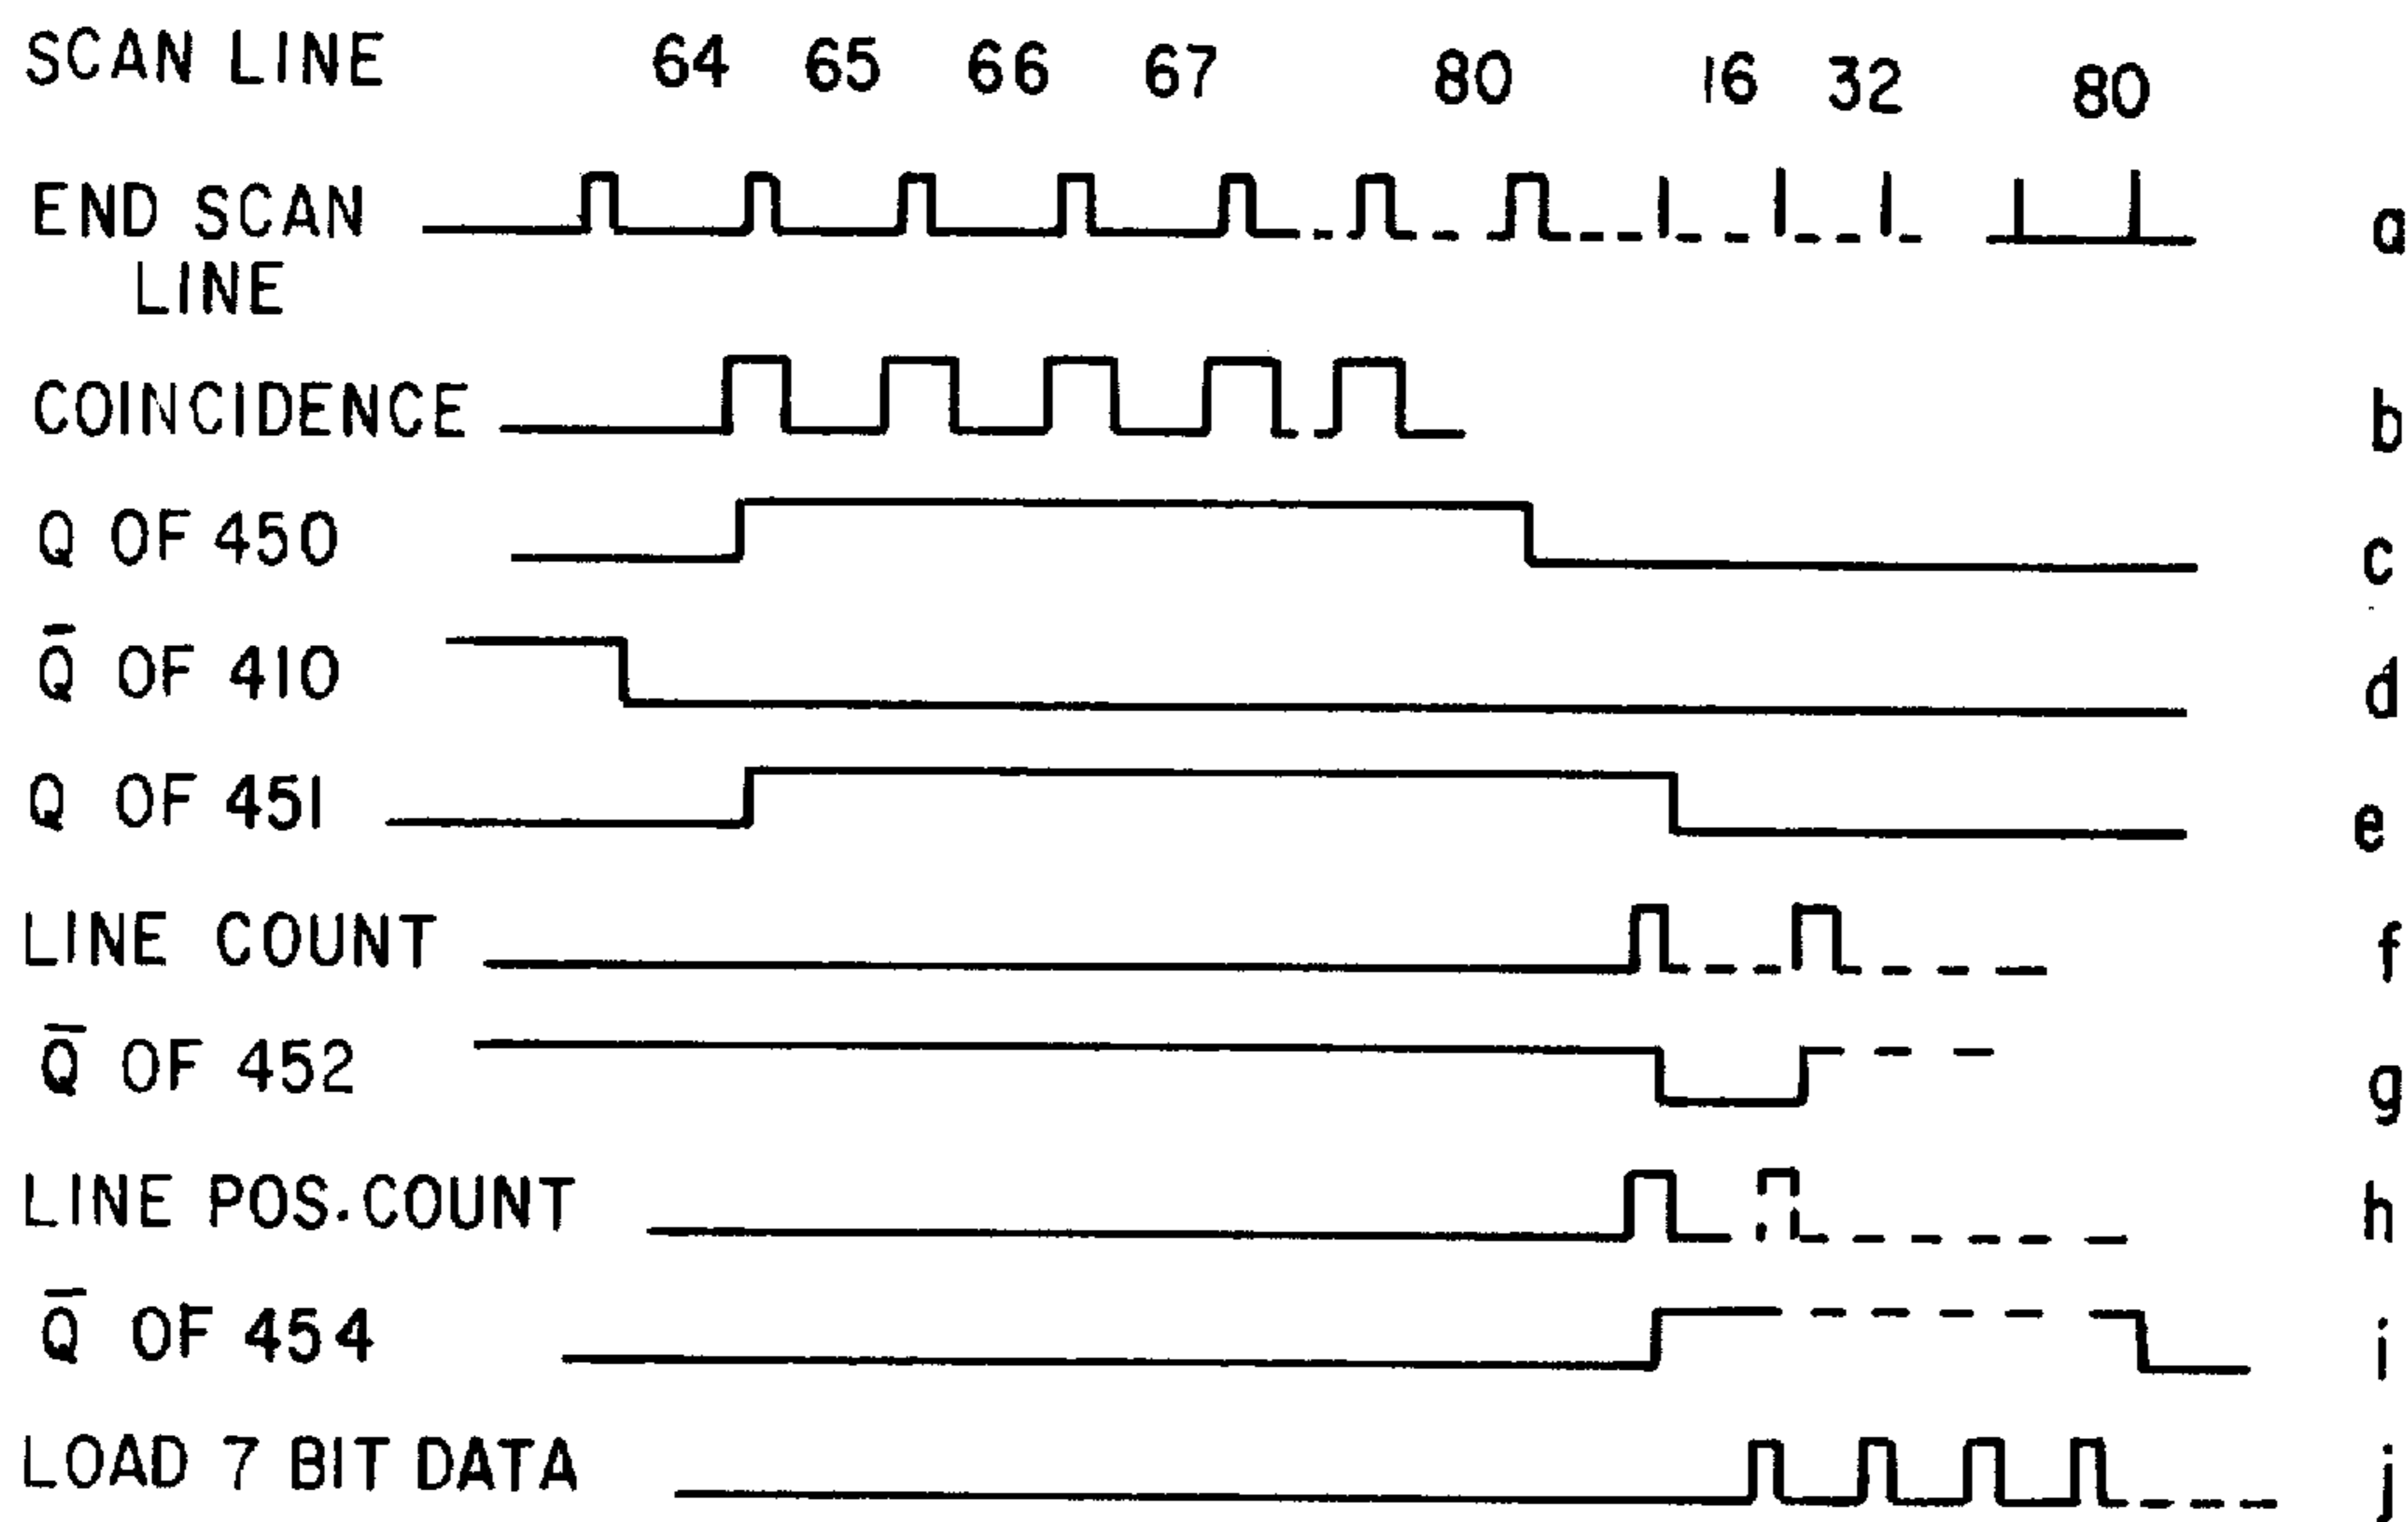 SCAN LINE 64 65 66 67 80 16 32 80
END SCAN a
LINE
COINCIDENCE b
Q OF 450 c
Q̅ OF 410 d
Q OF 451 e
LINE COUNT f
Q̅ OF 452 g
LINE POS.COUNT h
Q̅ OF 454 i
LOAD 7 BIT DATA j